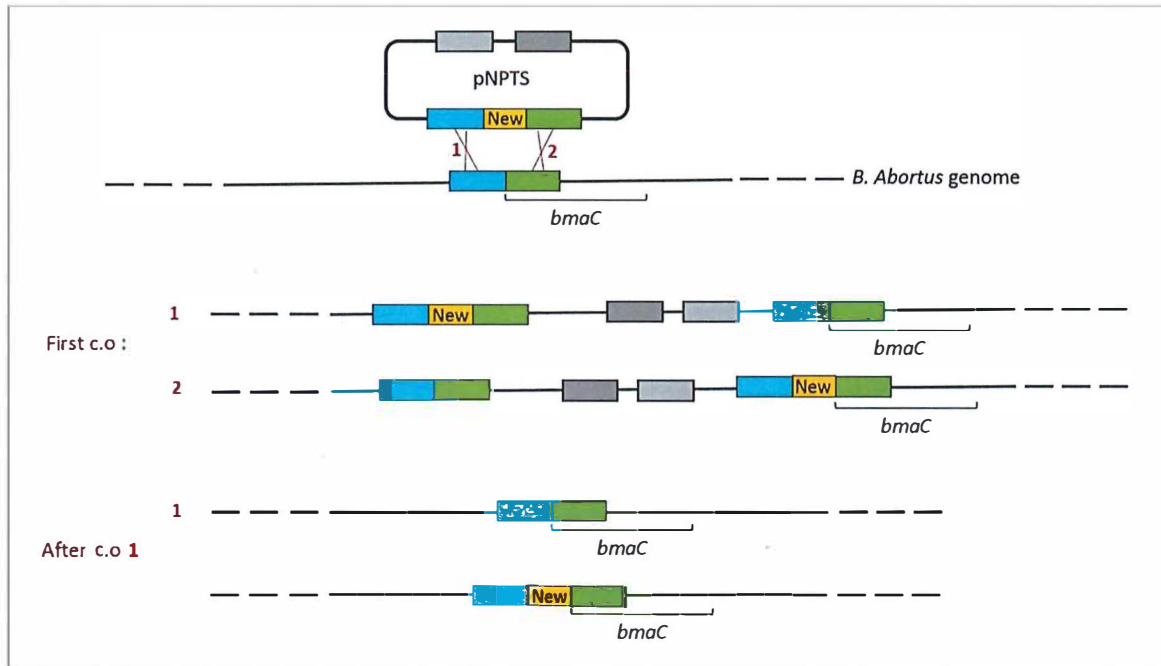 pNPTS
New
1 2
B. Abortus genome
bmaC
1 New
bmaC
First c.o :
2 New
bmaC
1
bmaC
After c.o 1
New
bmaC